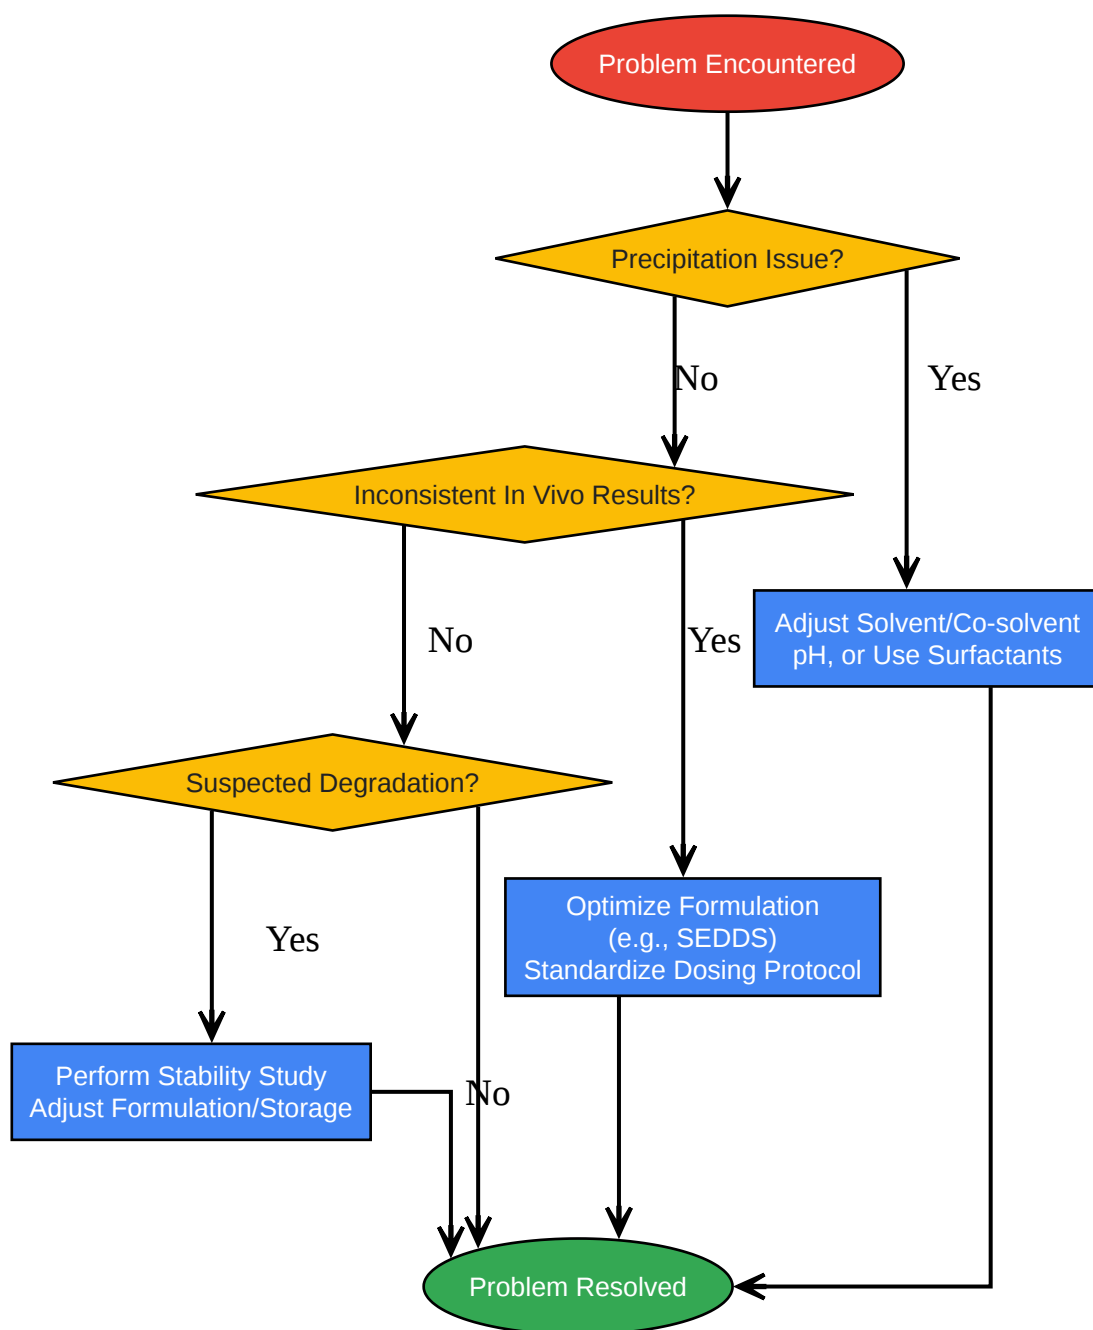 Problem Encountered
Precipitation Issue?
No
Yes
Inconsistent In Vivo Results?
No
Yes
Adjust Solvent/Co-solvent
pH, or Use Surfactants
Suspected Degradation?
Yes
No
Optimize Formulation
(e.g., SEDDS)
Standardize Dosing Protocol
Perform Stability Study
Adjust Formulation/Storage
Problem Resolved